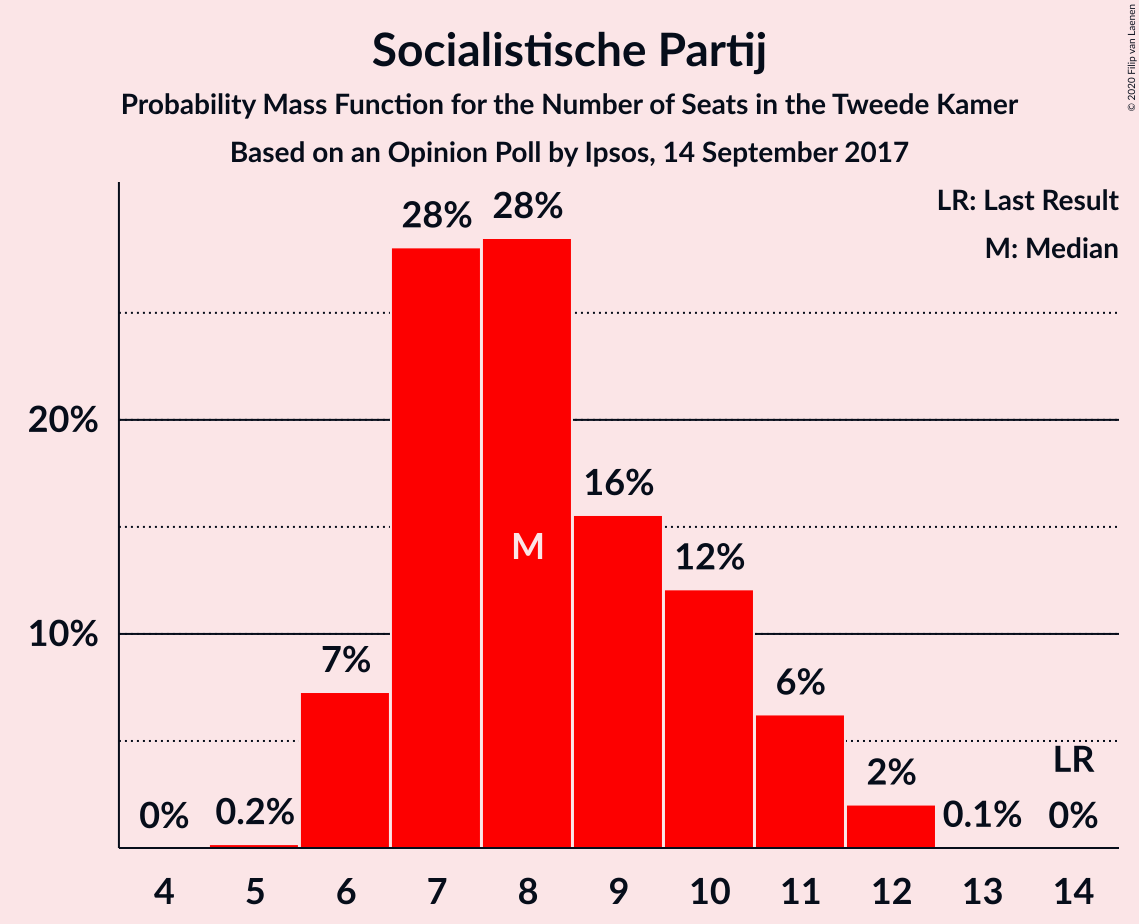 Socialistische Partij
Probability Mass Function for the Number of Seats in the Tweede Kamer
Based on an Opinion Poll by Ipsos, 14 September 2017
© 2020 Filip van Laenen
LR: Last Result
M: Median
28%
28%
20%
16%
M
12%
10%
7%
6%
LR
2%
0%
0.2%
0.1%
0%
4 5 6 7 8 9 10 11 12 13 14